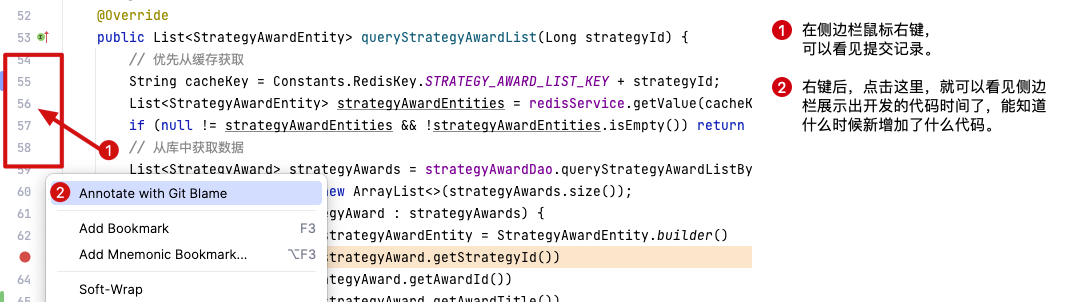 52 @Override
53 public List<StrategyAwardEntity> queryStrategyAwardList(Long strategyId) {
54 // 优先从缓存获取
55 String cacheKey = Constants.RedisKey.STRATEGY_AWARD_LIST_KEY + strategyId;
56 List<StrategyAwardEntity> strategyAwardEntities = redisService.getValue(cacheK
57 if (null != strategyAwardEntities && !strategyAwardEntities.isEmpty()) return
58 // 从库中获取数据
59 List<StrategyAward> strategyAwards = strategyAwardDao.queryStrategyAwardListBy
60 new ArrayList<>(strategyAwards.size());
61 egyAward : strategyAwards) {
62 strategyAwardEntity = StrategyAwardEntity.builder()
strategyAward.getStrategyId())
64 tegyAward.getAwardId())
65 strategyAward.getAwardTitle())
1
2 Annotate with Git Blame
Add Bookmark F3
Add Mnemonic Bookmark... ⌥F3
Soft-Wrap
1 在侧边栏鼠标右键，
可以看见提交记录。
2 右键后，点击这里，就可以看见侧边
栏展示出开发的代码时间了，能知道
什么时候新增加了什么代码。